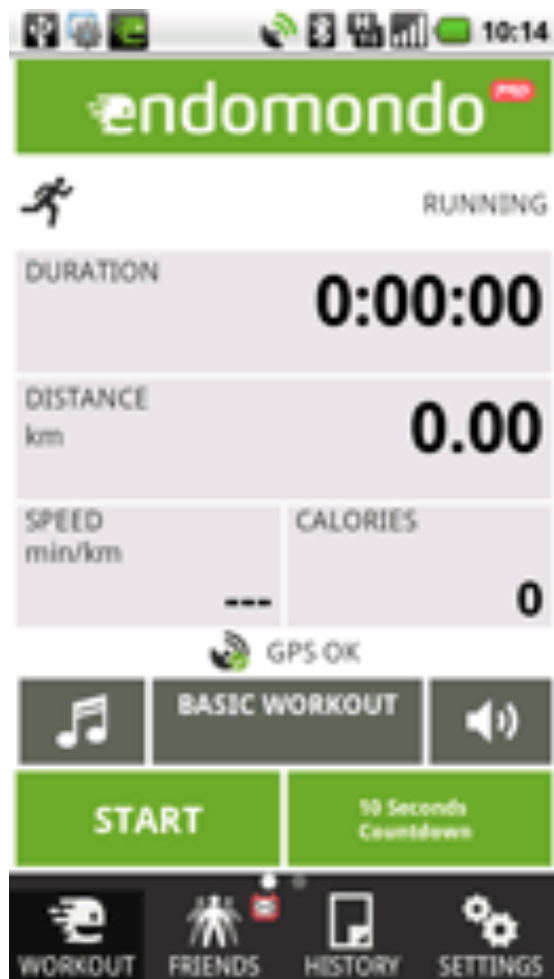 10:14
endomondo PRO
RUNNING
DURATION
0:00:00
DISTANCE
km
0.00
SPEED
min/km
---
CALORIES
0
GPS OK
BASIC WORKOUT
START
10 Seconds
Countdown
WORKOUT
FRIENDS
HISTORY
SETTINGS